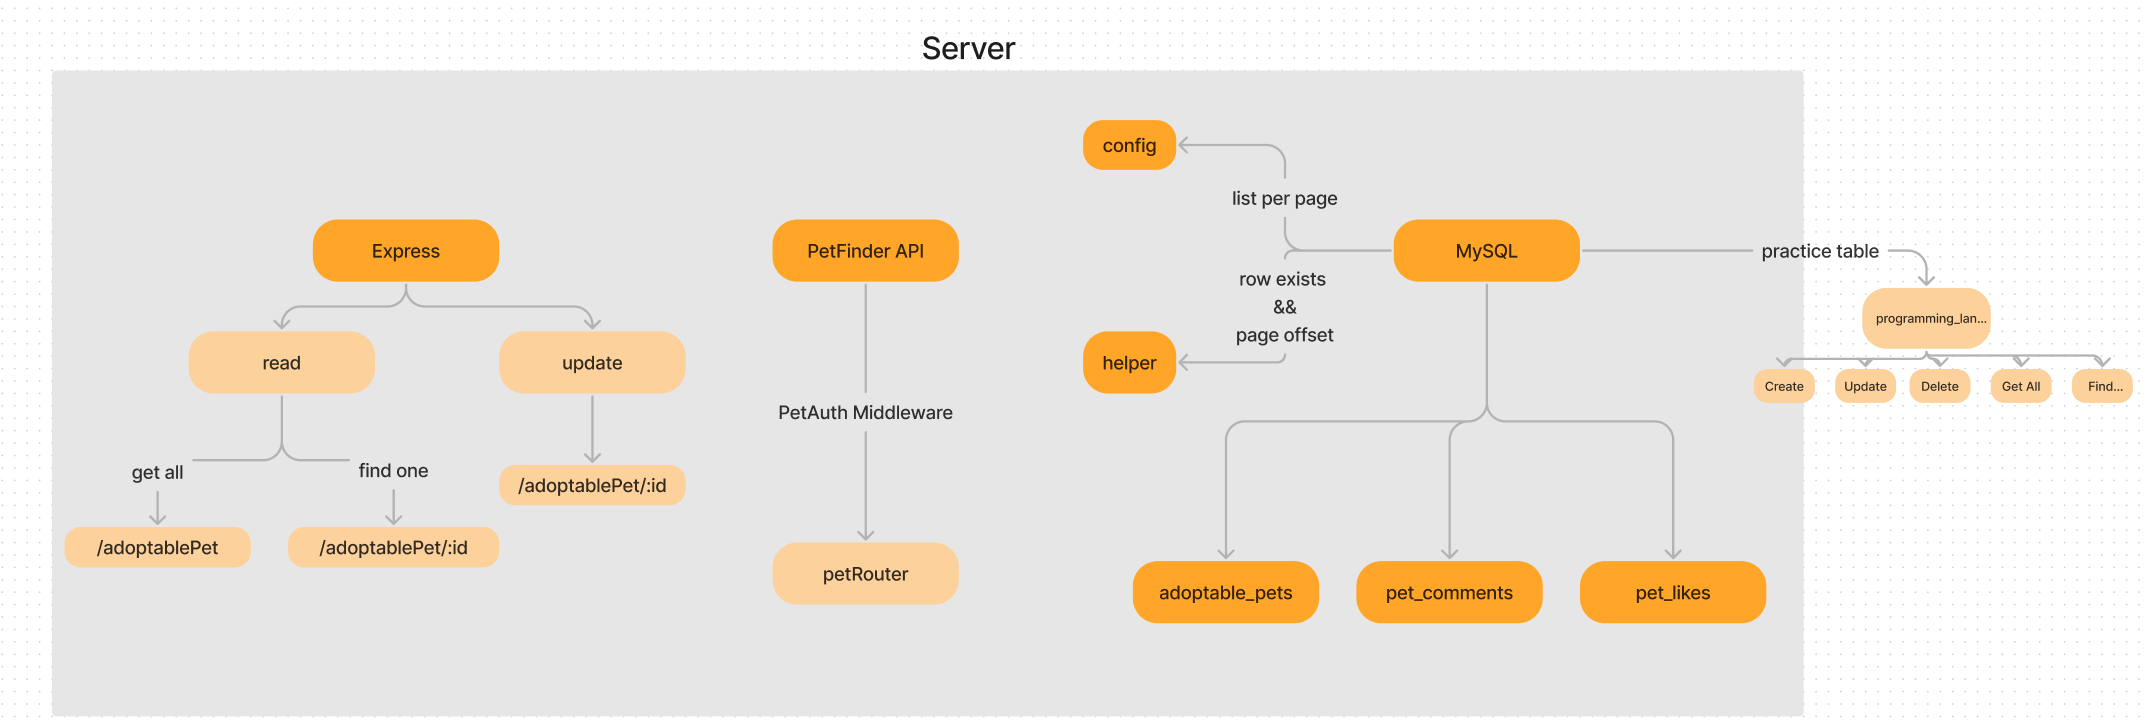 Server
config
list per page
Express
PetFinder API
MySQL
practice table
row exists
&&
page offset
programming_lan...
read
update
helper
Create
Update
Delete
Get All
Find...
PetAuth Middleware
get all
find one
/adoptablePet/:id
/adoptablePet
/adoptablePet/:id
petRouter
adoptable_pets
pet_comments
pet_likes